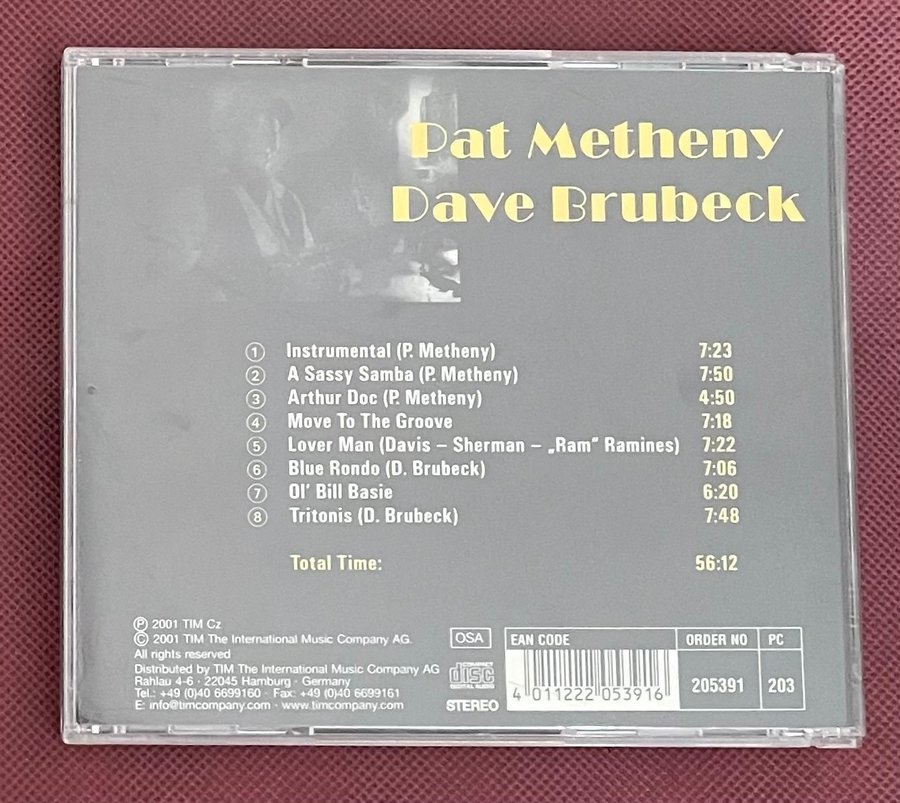 Pat Metheny
Dave Brubeck
① Instrumental (P. Metheny) 7:23
② A Sassy Samba (P. Metheny) 7:50
③ Arthur Doc (P. Metheny) 4:50
④ Move To The Groove 7:18
⑤ Lover Man (Davis – Sherman – „Ram“ Ramines) 7:22
⑥ Blue Rondo (D. Brubeck) 7:06
⑦ Ol' Bill Basie 6:20
⑧ Tritonis (D. Brubeck) 7:48
Total Time: 56:12
℗ 2001 TIM Cz
© 2001 TIM The International Music Company AG.
All rights reserved
Distributed by TIM The International Music Company AG
Rahlau 4-6 · 22045 Hamburg · Germany
Tel.: +49 (0)40 6699160 · Fax: +49 (0)40 6699161
E: info@timcompany.com · www.timcompany.com
OSA
COMPACT
disc
DIGITAL AUDIO
STEREO
EAN CODE
4 011222 053916
ORDER NO
205391
PC
203